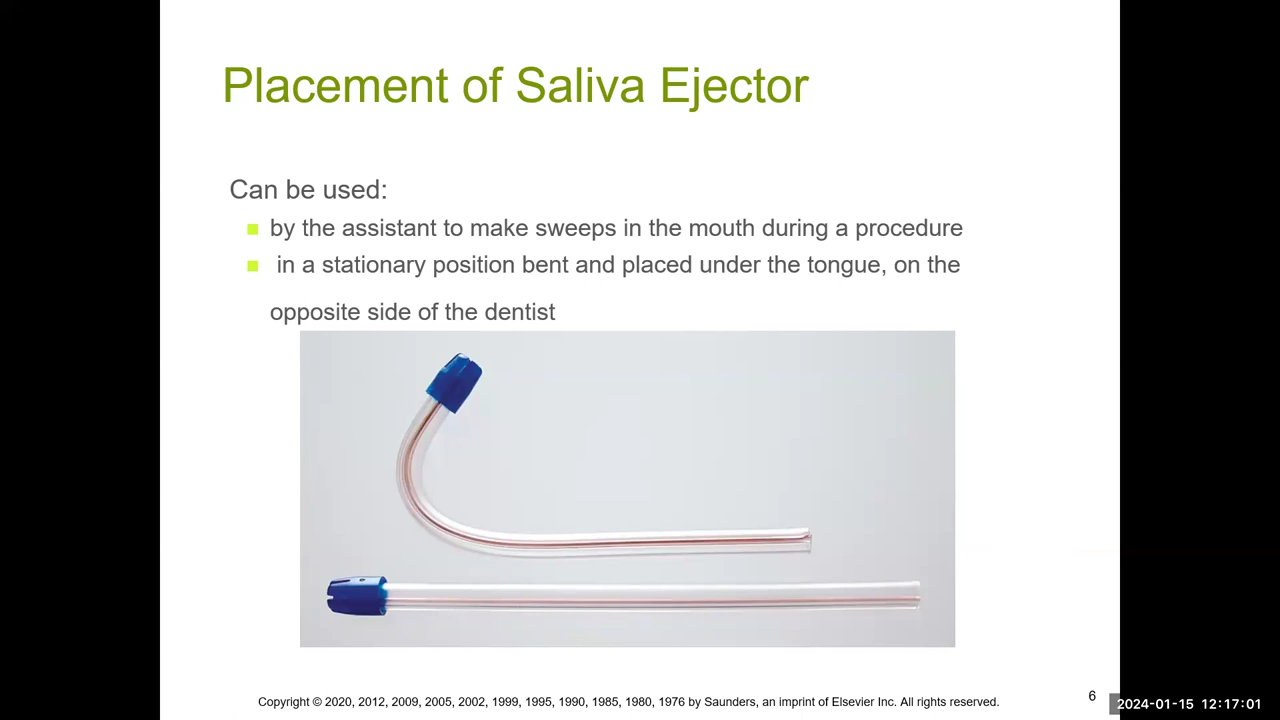 Placement of Saliva Ejector
Can be used:
by the assistant to make sweeps in the mouth during a procedure
in a stationary position bent and placed under the tongue, on the
opposite side of the dentist
Copyright © 2020, 2012, 2009, 2005, 2002, 1999, 1995, 1990, 1985, 1980, 1976 by Saunders, an imprint of Elsevier Inc. All rights reserved.
6
2024-01-15 12:17:01